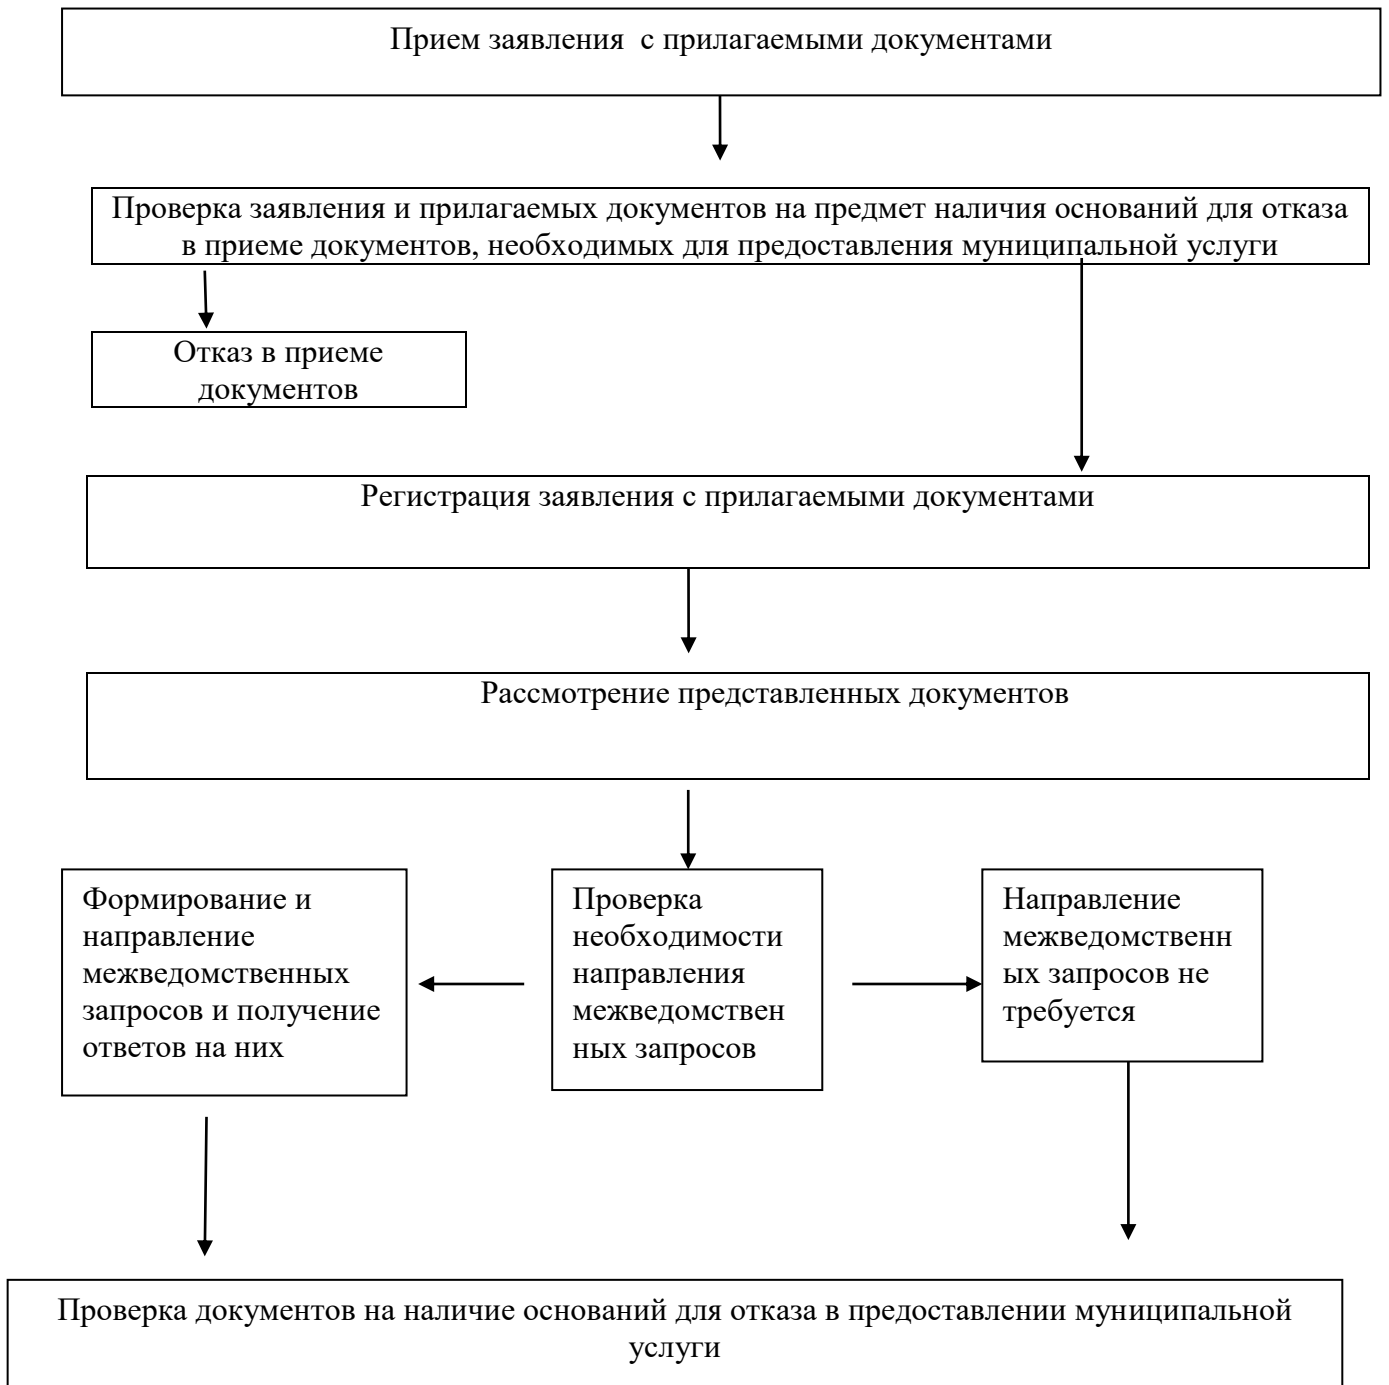 Прием заявления  с прилагаемыми документами
Проверка заявления и прилагаемых документов на предмет наличия оснований для отказа
в приеме документов, необходимых для предоставления муниципальной услуги
Отказ в приеме
документов
Регистрация заявления с прилагаемыми документами
Рассмотрение представленных документов
Формирование и
направление
межведомственных
запросов и получение
ответов на них
Проверка
необходимости
направления
межведомствен
ных запросов
Направление
межведомственн
ых запросов не
требуется
Проверка документов на наличие оснований для отказа в предоставлении муниципальной
услуги